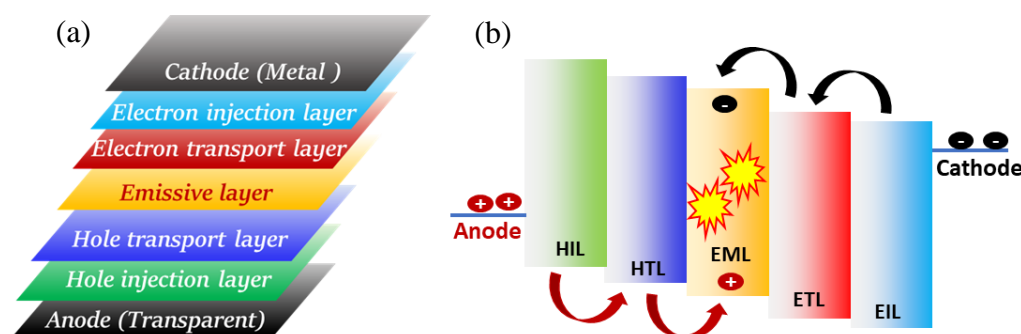 (a)
Cathode (Metal )
Electron injection layer
Electron transport layer
Emissive layer
Hole transport layer
Hole injection layer
Anode (Transparent)
(b)
- 
- -
Cathode
+ +
Anode
HIL
HTL
EML
+
ETL
EIL